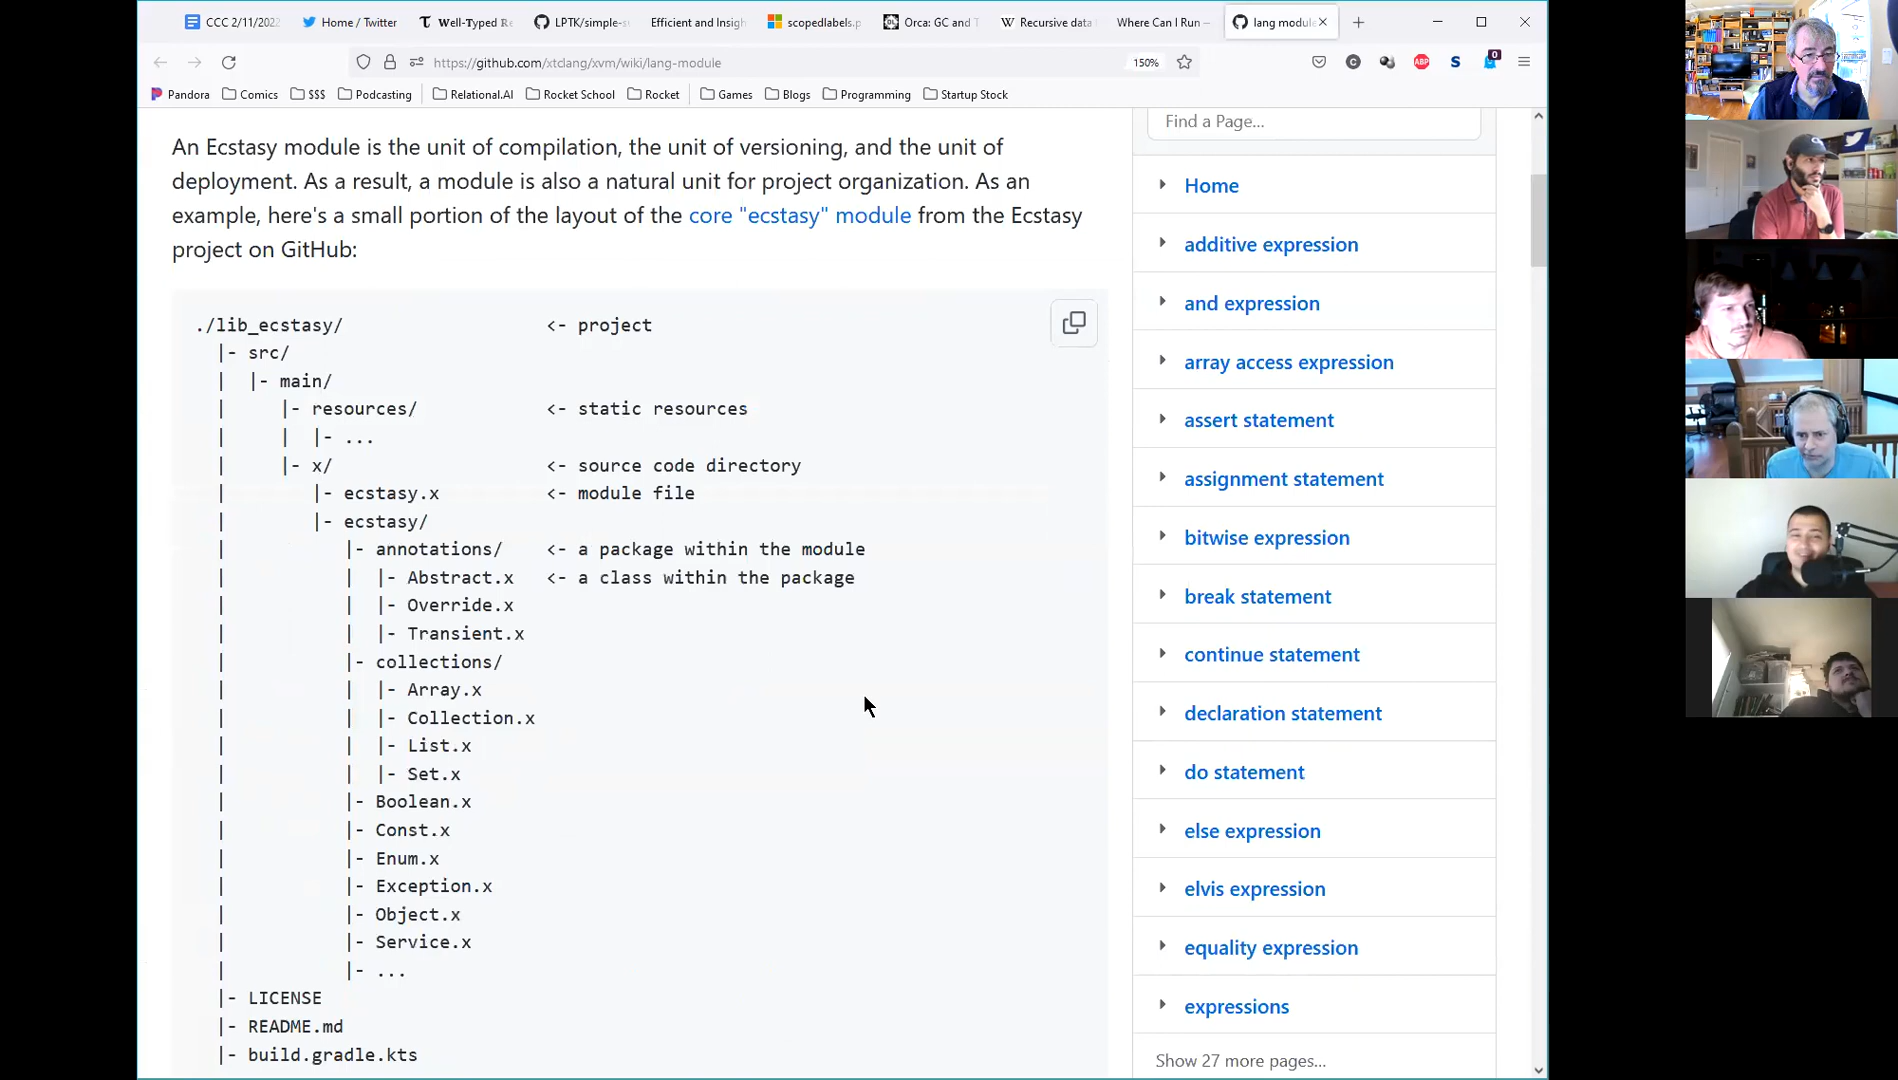 CCC 2/11/2022
Home / Twitter
Well-Typed Re
LPTK/simple-s
Efficient and Insigh
scopedlabels.p
Orca: GC and T
Recursive data
Where Can I Run —
lang module
https://github.com/xtclang/xvm/wiki/lang-module
150%
0
Pandora
Comics
$$$
Podcasting
Relational.AI
Rocket School
Rocket
Games
Blogs
Programming
Startup Stock
An Ecstasy module is the unit of compilation, the unit of versioning, and the unit of
deployment. As a result, a module is also a natural unit for project organization. As an
example, here's a small portion of the layout of the core "ecstasy" module from the Ecstasy
project on GitHub:
./lib_ecstasy/ <- project
|- src/
| |- main/
| |- resources/ <- static resources
| | |- ...
| |- x/ <- source code directory
| |- ecstasy.x <- module file
| |- ecstasy/
| |- annotations/ <- a package within the module
| | |- Abstract.x <- a class within the package
| | |- Override.x
| | |- Transient.x
| |- collections/
| | |- Array.x
| | |- Collection.x
| | |- List.x
| | |- Set.x
| |- Boolean.x
| |- Const.x
| |- Enum.x
| |- Exception.x
| |- Object.x
| |- Service.x
| |- ...
|- LICENSE
|- README.md
|- build.gradle.kts
Find a Page...
Home
additive expression
and expression
array access expression
assert statement
assignment statement
bitwise expression
break statement
continue statement
declaration statement
do statement
else expression
elvis expression
equality expression
expressions
Show 27 more pages...